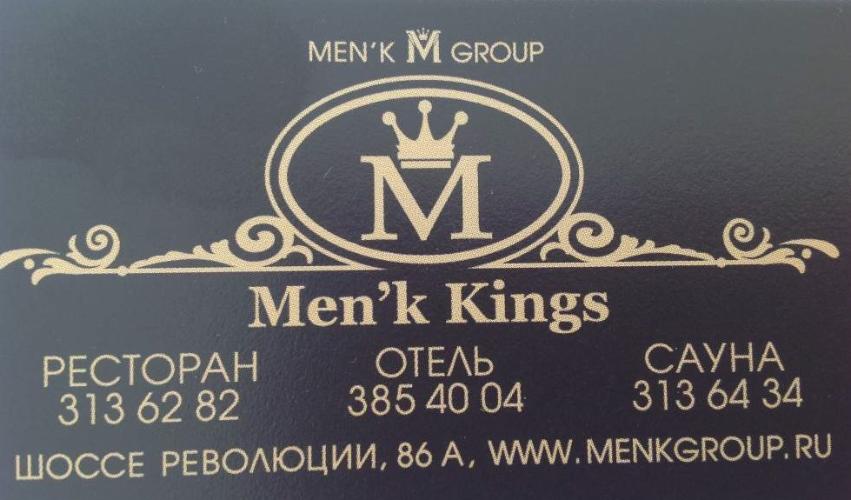 MEN'K M GROUP
M
Men'k Kings
РЕСТОРАН ОТЕЛЬ САУНА
313 62 82 385 40 04 313 64 34
ШОССЕ РЕВОЛЮЦИИ, 86 А, WWW.MENKGROUP.RU